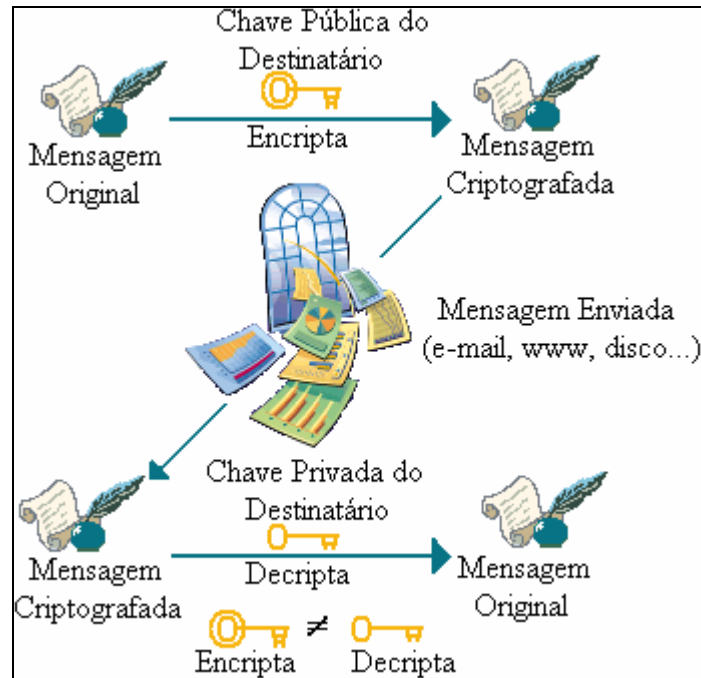 Chave Pública do
Destinatário
Encripta
Mensagem
Original
Mensagem
Criptografada
Mensagem Enviada
(e-mail, www, disco...)
Chave Privada do
Destinatário
Decripta
Mensagem
Criptografada
Mensagem
Original
≠
Encripta Decripta